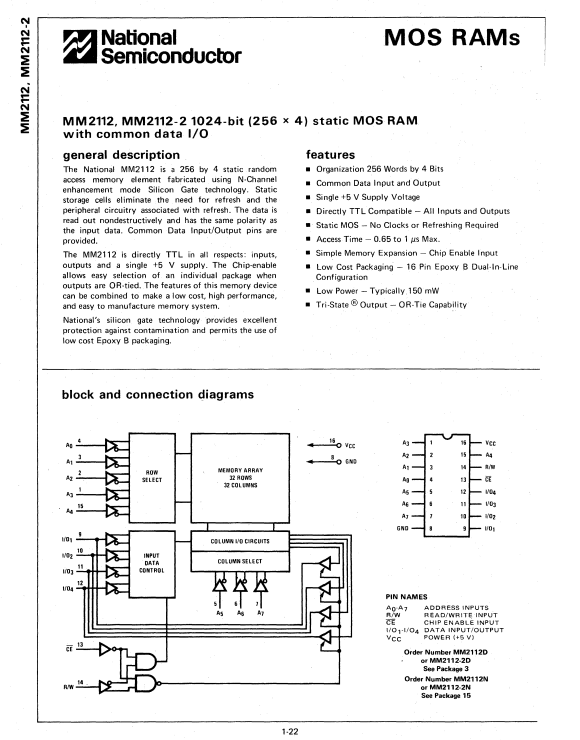 MM2112, MM2112-2
National
Semiconductor
MOS RAMs
MM2112, MM2112-2 1024-bit (256 × 4) static MOS RAM
with common data I/O
general description
The National MM2112 is a 256 by 4 static random
access memory element fabricated using N-Channel
enhancement mode Silicon Gate technology. Static
storage cells eliminate the need for refresh and the
peripheral circuitry associated with refresh. The data is
read out nondestructively and has the same polarity as
the input data. Common Data Input/Output pins are
provided.
The MM2112 is directly TTL in all respects: inputs,
outputs and a single +5 V supply. The Chip-enable
allows easy selection of an individual package when
outputs are OR-tied. The features of this memory device
can be combined to make a low cost, high performance,
and easy to manufacture memory system.
National's silicon gate technology provides excellent
protection against contamination and permits the use of
low cost Epoxy B packaging.
features
■ Organization 256 Words by 4 Bits
■ Common Data Input and Output
■ Single +5 V Supply Voltage
■ Directly TTL Compatible — All Inputs and Outputs
■ Static MOS — No Clocks or Refreshing Required
■ Access Time — 0.65 to 1 μs Max.
■ Simple Memory Expansion — Chip Enable Input
■ Low Cost Packaging — 16 Pin Epoxy B Dual-In-Line
Configuration
■ Low Power — Typically 150 mW
■ Tri-State ® Output — OR-Tie Capability
block and connection diagrams
A0 4
A1 3
A2 2
A3 1
A4 15
ROW
SELECT
MEMORY ARRAY
32 ROWS
32 COLUMNS
16 VCC
8 GND
I/O1 9
I/O2 10
I/O3 11
I/O4 12
INPUT
DATA
CONTROL
COLUMN I/O CIRCUITS
COLUMN SELECT
5 6 7
A5 A6 A7
CE 13
R/W 14
A3 1 16 VCC
A2 2 15 A4
A1 3 14 R/W
A0 4 13 CE
A5 5 12 I/O4
A6 6 11 I/O3
A7 7 10 I/O2
GND 8 9 I/O1
PIN NAMES
A0-A7 ADDRESS INPUTS
R/W READ/WRITE INPUT
CE CHIP ENABLE INPUT
I/O1-I/O4 DATA INPUT/OUTPUT
VCC POWER (+5 V)
Order Number MM2112D
or MM2112-2D
See Package 3
Order Number MM2112N
or MM2112-2N
See Package 15
1-22